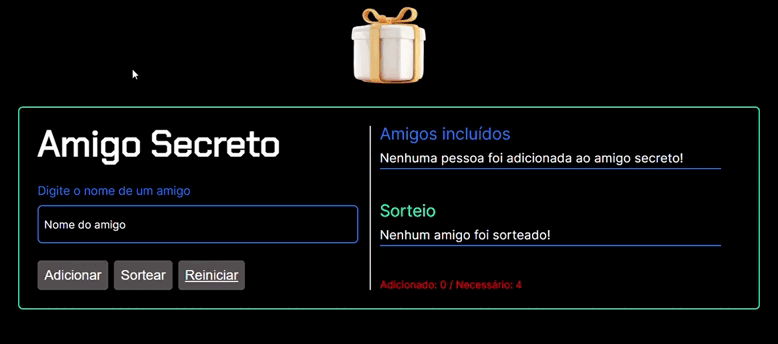 Amigo Secreto
Digite o nome de um amigo
Nome do amigo
Adicionar
Sortear
Reiniciar
Amigos incluídos
Nenhuma pessoa foi adicionada ao amigo secreto!
Sorteio
Nenhum amigo foi sorteado!
Adicionado: 0 / Necessário: 4